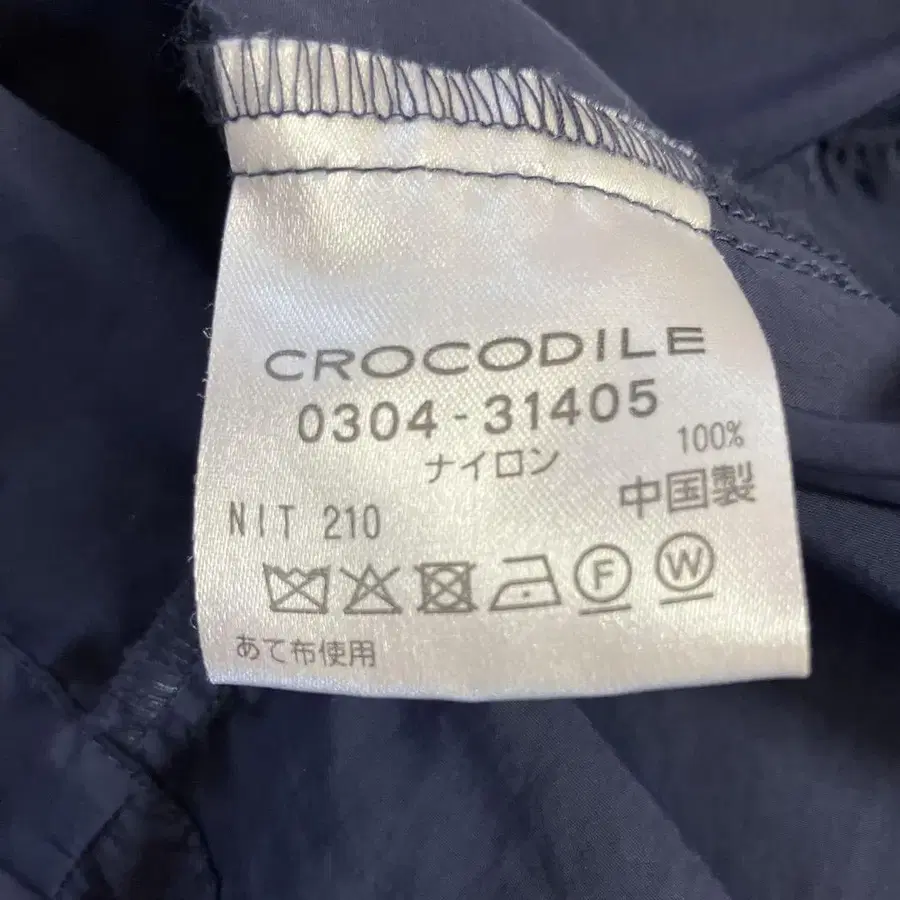 CROCODILE
0304-31405
ナイロン 100%
中国製
NIT 210
F W
あて布使用